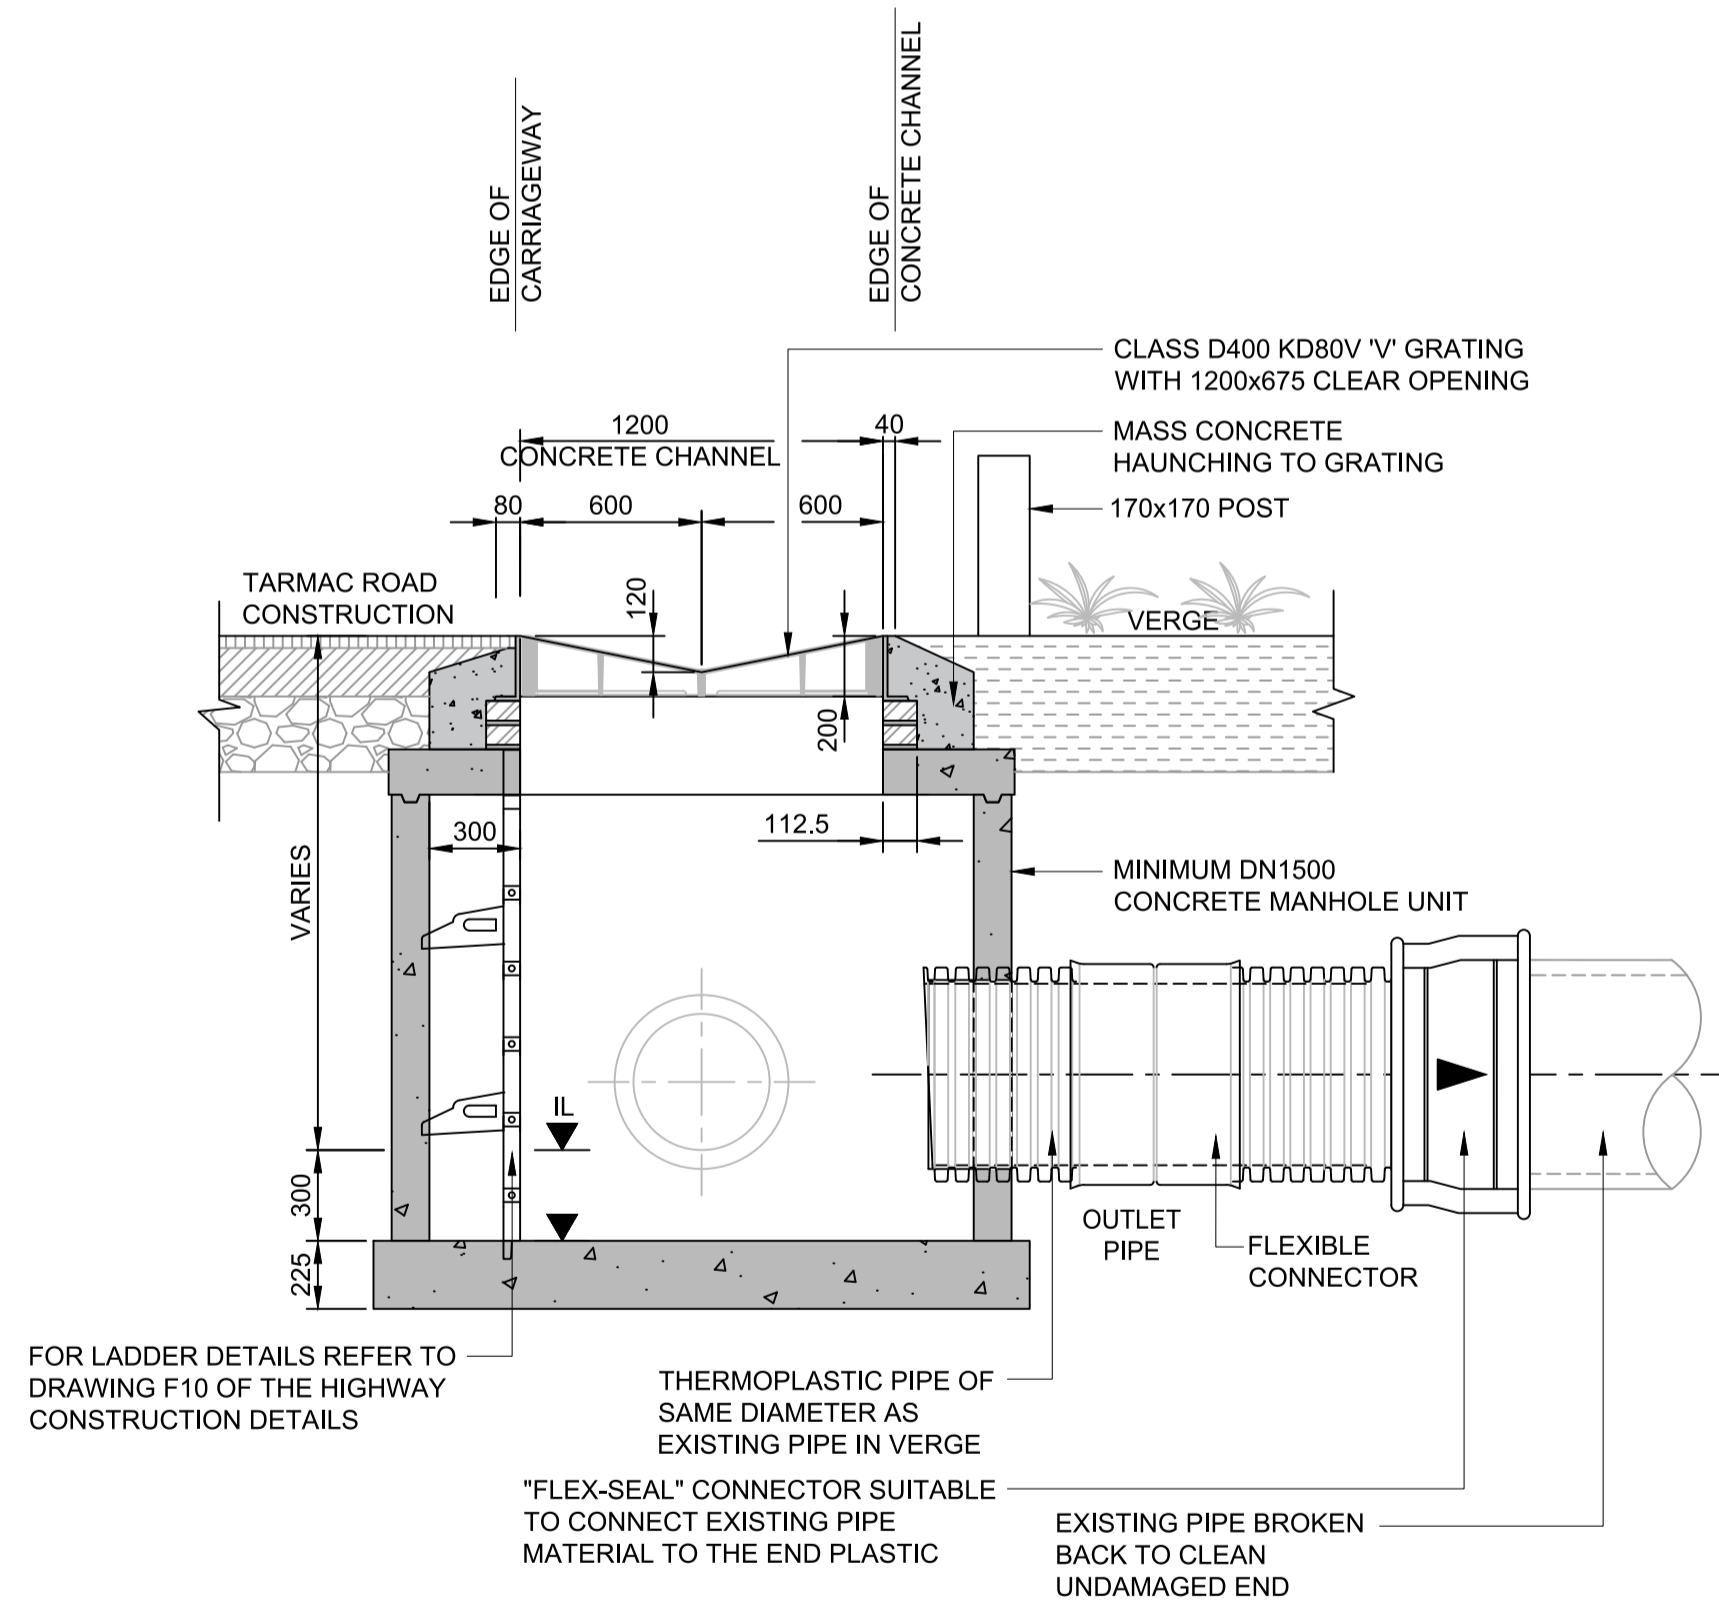 EDGE OF
CARRIAGEWAY
EDGE OF
CONCRETE CHANNEL
CLASS D400 KD80V 'V' GRATING
WITH 1200x675 CLEAR OPENING
1200
CONCRETE CHANNEL
40
MASS CONCRETE
HAUNCHING TO GRATING
80
600
600
170x170 POST
TARMAC ROAD
CONSTRUCTION
120
VERGE
200
300
112.5
VARIES
MINIMUM DN1500
CONCRETE MANHOLE UNIT
IL
300
225
OUTLET
PIPE
FLEXIBLE
CONNECTOR
FOR LADDER DETAILS REFER TO
DRAWING F10 OF THE HIGHWAY
CONSTRUCTION DETAILS
THERMOPLASTIC PIPE OF
SAME DIAMETER AS
EXISTING PIPE IN VERGE
"FLEX-SEAL" CONNECTOR SUITABLE
TO CONNECT EXISTING PIPE
MATERIAL TO THE END PLASTIC
EXISTING PIPE BROKEN
BACK TO CLEAN
UNDAMAGED END